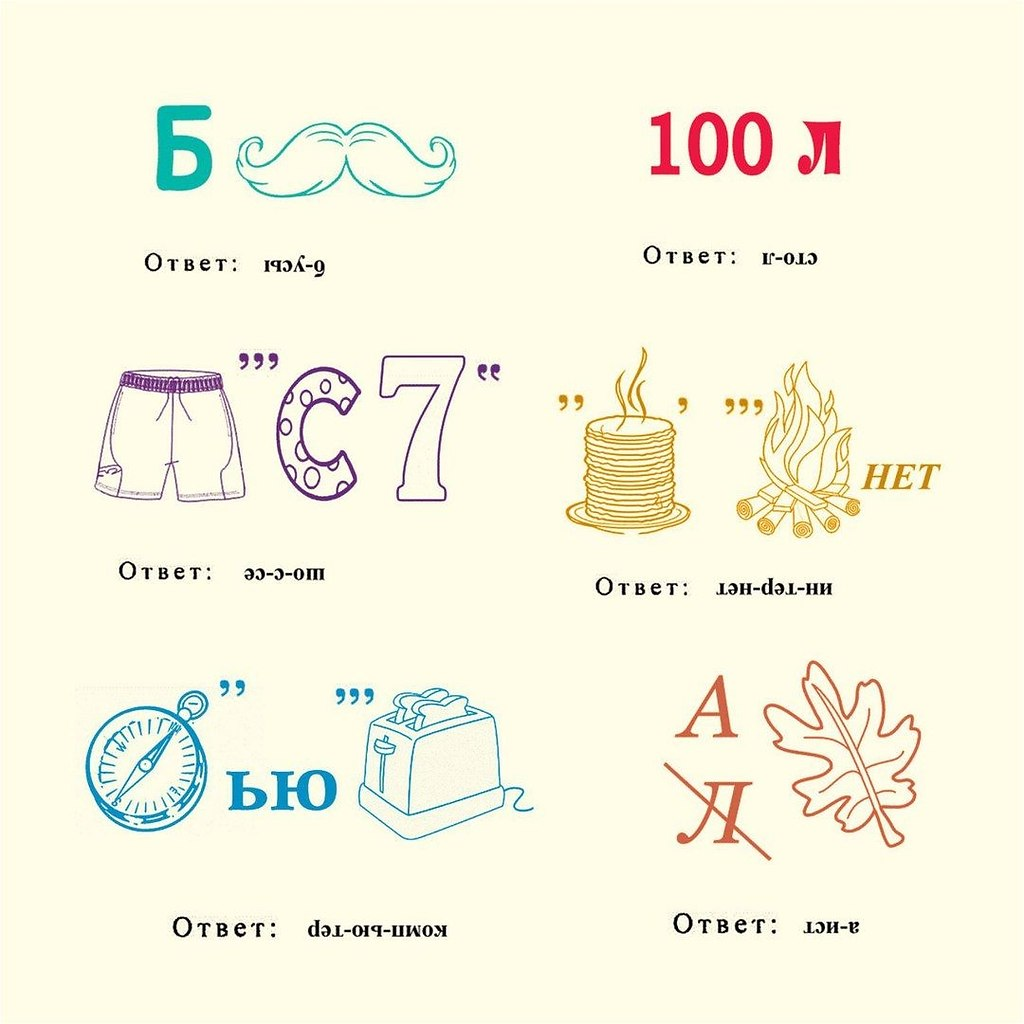 Б
100 л
Ответ: б-усы
Ответ: сто-л
,,, С 7 ,,
,, , ,,, НЕТ
Ответ: шо-с-се
Ответ: ин-тер-нет
,, ью ,,,
А
Л
Ответ: комп-ью-тер
Ответ: а-ист